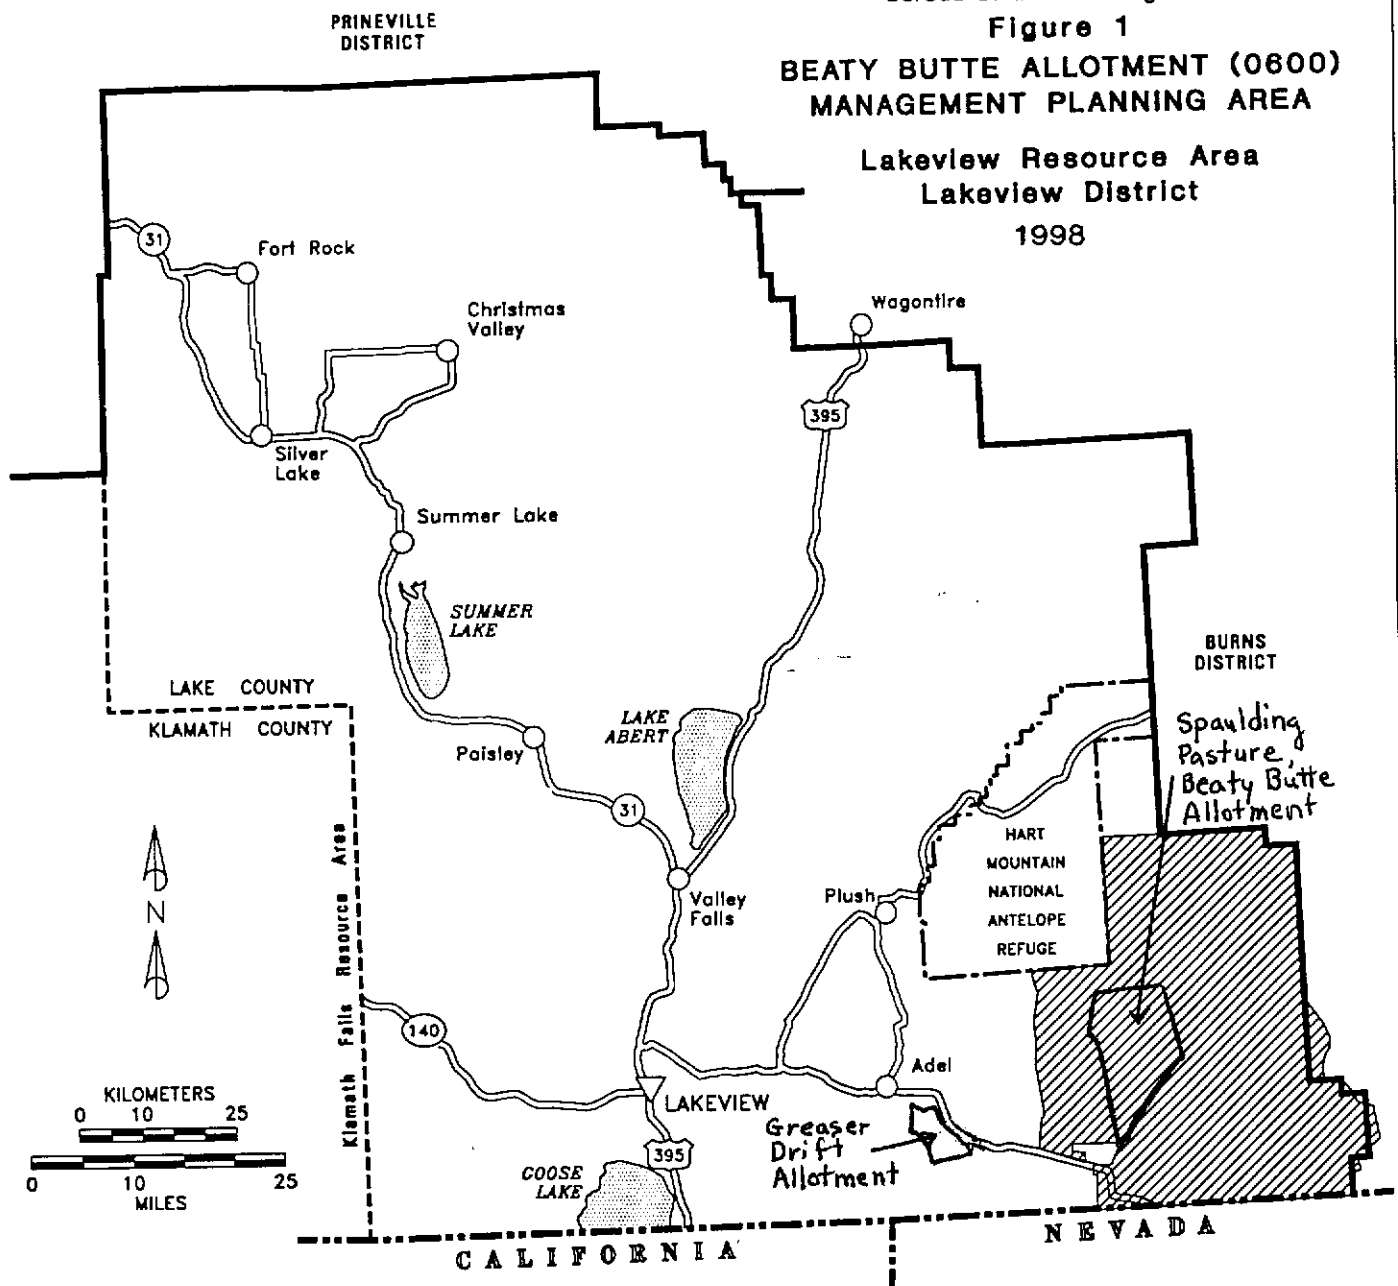 Figure 1
BEATY BUTTE ALLOTMENT (0600)
MANAGEMENT PLANNING AREA
Lakeview Resource Area
Lakeview District
1998
PRINEVILLE
DISTRICT
31
Fort Rock
Christmas
Valley
Wagontire
395
Silver
Lake
Summer Lake
SUMMER
LAKE
BURNS
DISTRICT
LAKE COUNTY
KLAMATH COUNTY
LAKE
ABERT
Spaulding
Pasture,
Beaty Butte
Allotment
Paisley
31
HART
MOUNTAIN
NATIONAL
ANTELOPE
REFUGE
Valley
Falls
Plush
N
Klamath Falls Resource Area
140
Adel
LAKEVIEW
KILOMETERS
0 10 25
0 10 25
MILES
Greaser
Drift
Allotment
395
GOOSE
LAKE
CALIFORNIA
NEVADA